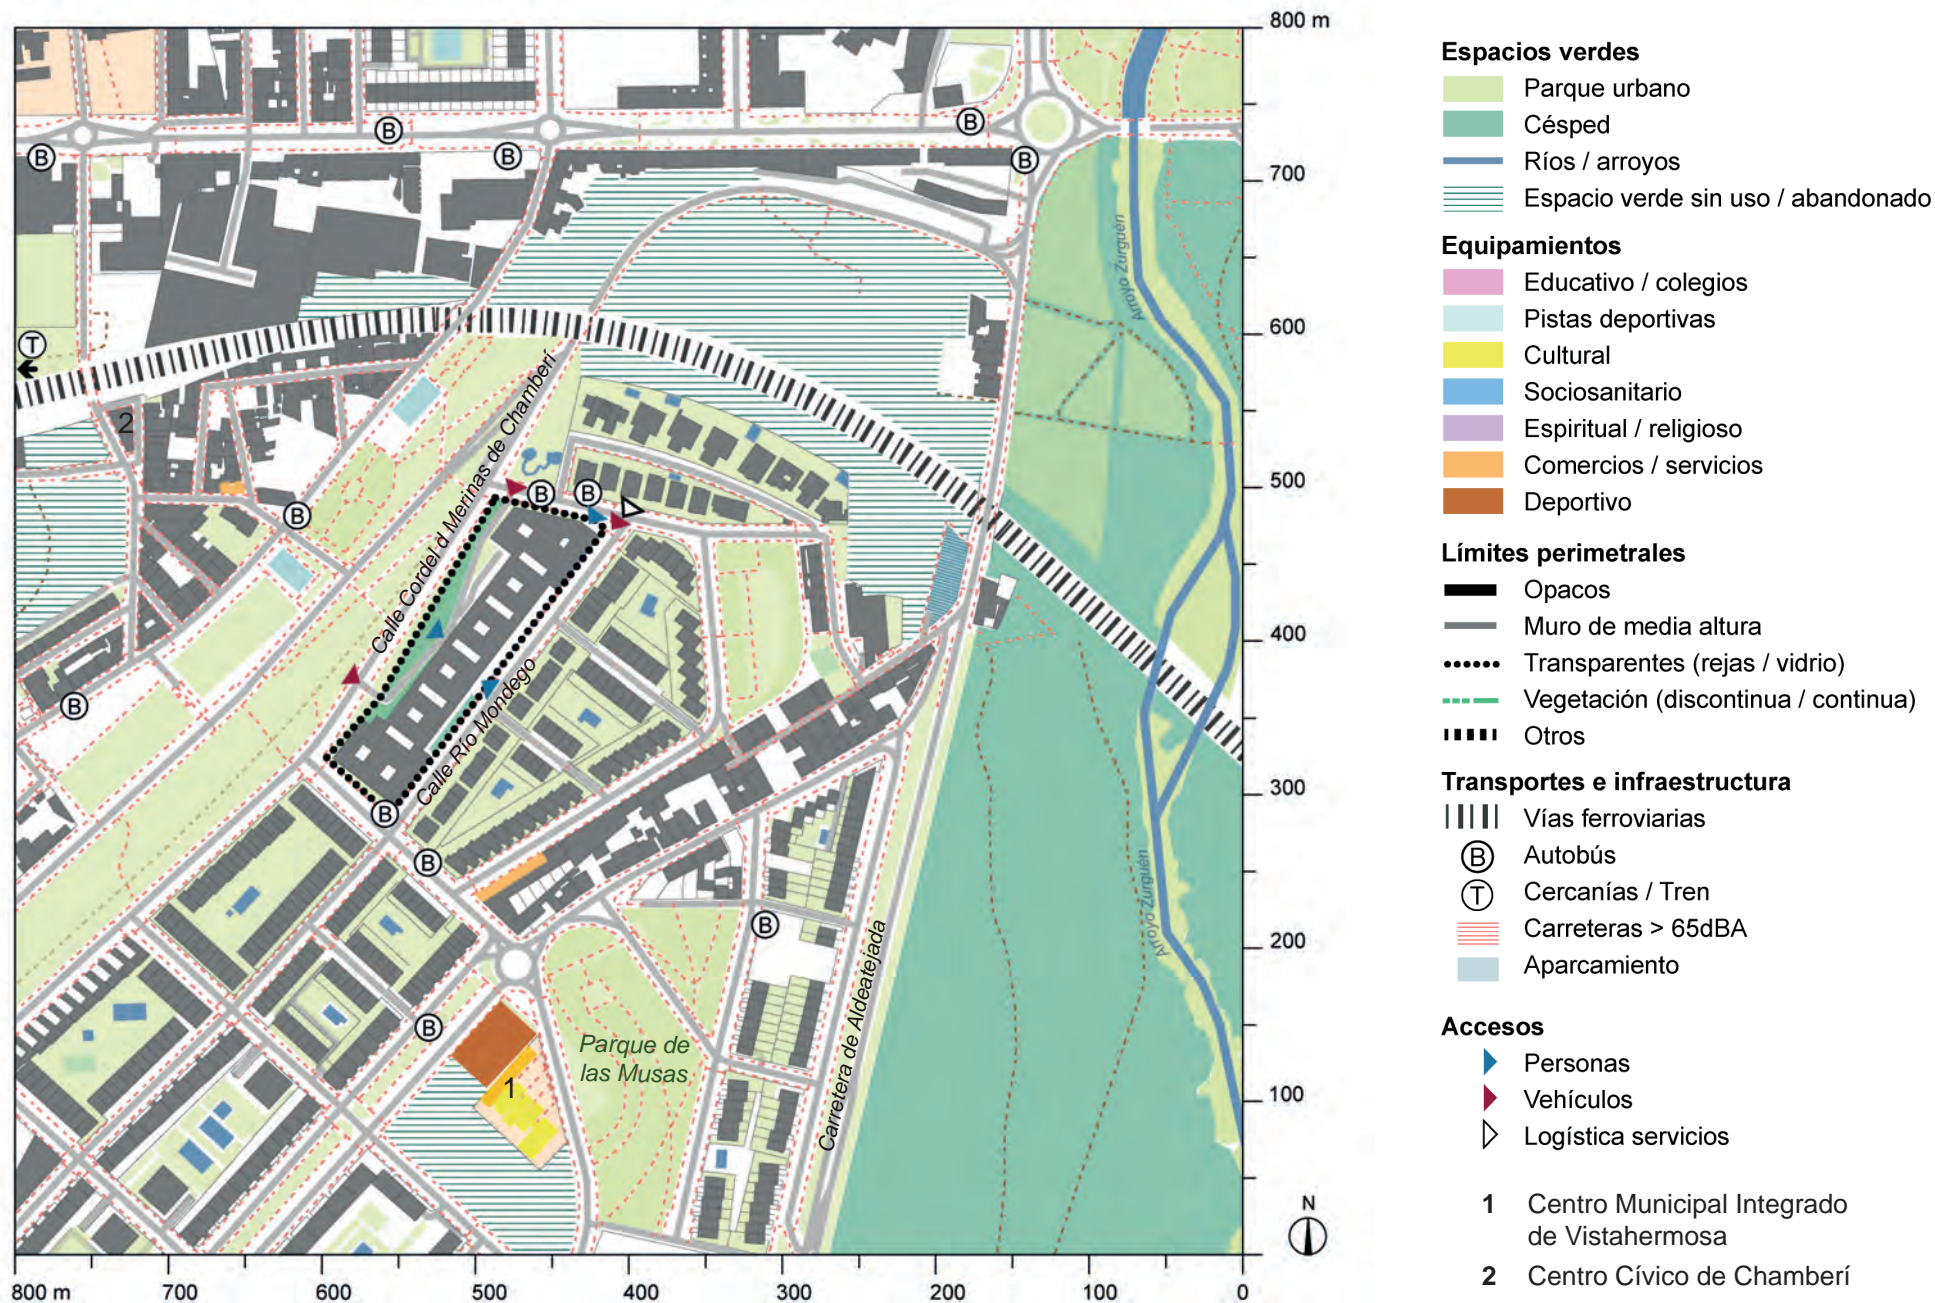 800 m
700
600
500
400
300
200
100
800 m
700
600
500
400
300
200
100
0
B
B
B
B
B
T
2
B
B
B
B
B
B
B
B
1
Calle Cordel d Merinas de Chamberí
Calle Río Mondego
Carretera de Aldeatejada
Arroyo Zurguén
Arroyo Zurguén
Parque de
las Musas
N
Espacios verdes
Parque urbano
Césped
Ríos / arroyos
Espacio verde sin uso / abandonado
Equipamientos
Educativo / colegios
Pistas deportivas
Cultural
Sociosanitario
Espiritual / religioso
Comercios / servicios
Deportivo
Límites perimetrales
Opacos
Muro de media altura
Transparentes (rejas / vidrio)
Vegetación (discontinua / continua)
Otros
Transportes e infraestructura
Vías ferroviarias
B Autobús
T Cercanías / Tren
Carreteras > 65dBA
Aparcamiento
Accesos
Personas
Vehículos
Logística servicios
1 Centro Municipal Integrado
de Vistahermosa
2 Centro Cívico de Chamberí